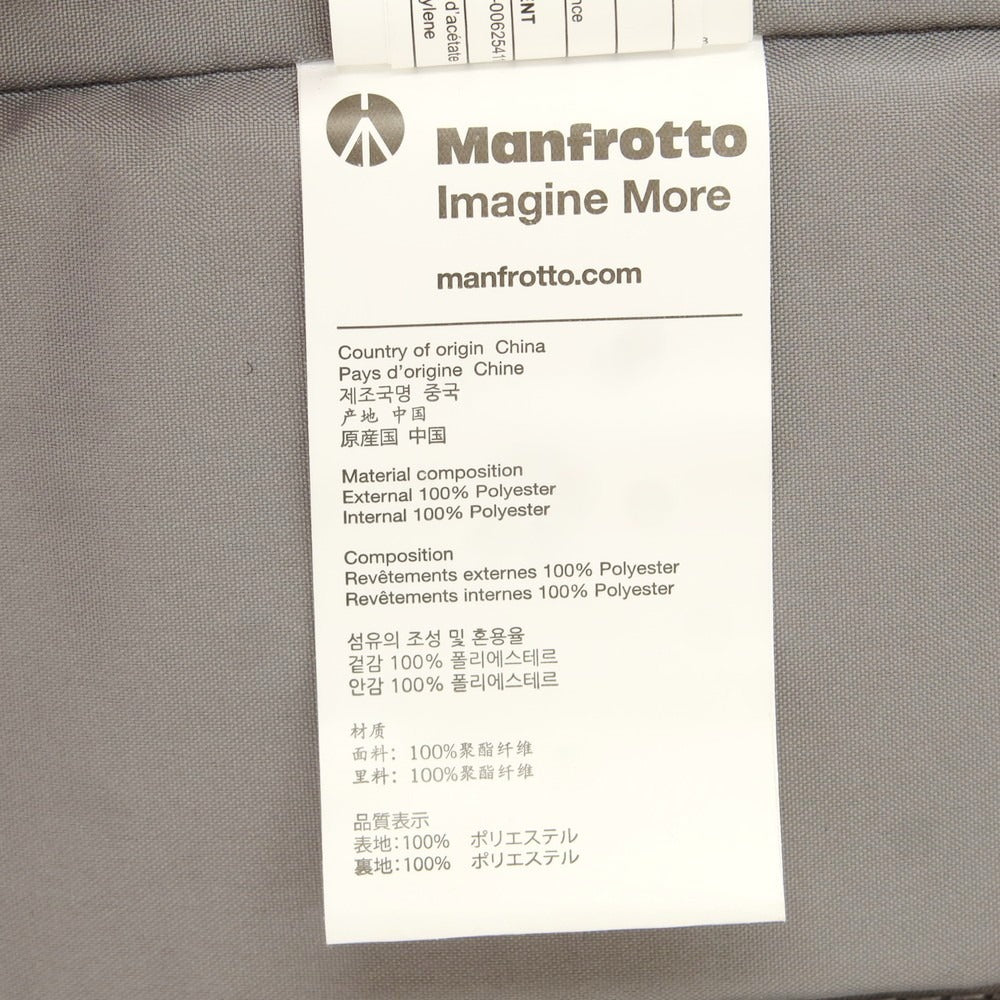 ylene
d'acétate
-0062541
ENT
nce
Manfrotto
Imagine More
manfrotto.com
Country of origin China
Pays d'origine Chine
제조국명 중국
产地 中国
原産国 中国
Material composition
External 100% Polyester
Internal 100% Polyester
Composition
Revêtements externes 100% Polyester
Revêtements internes 100% Polyester
섬유의 조성 및 혼용율
겉감 100% 폴리에스테르
안감 100% 폴리에스테르
材质
面料：100%聚酯纤维
里料：100%聚酯纤维
品質表示
表地：100% ポリエステル
裏地：100% ポリエステル